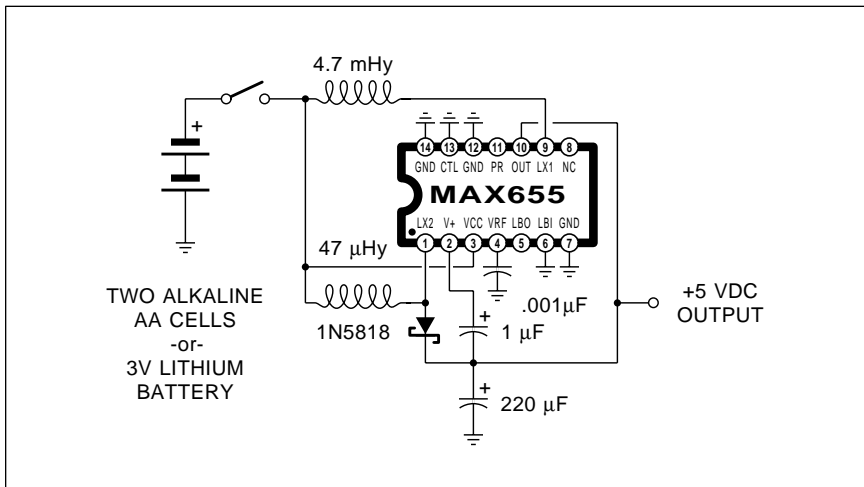 4.7 mHy
+
14 13 12 11 10 9 8
GND CTL GND PR OUT LX1 NC
MAX655
LX2 V+ VCC VRF LBO LBI GND
1 2 3 4 5 6 7
47 μHy
TWO ALKALINE
AA CELLS
-or-
3V LITHIUM
BATTERY
1N5818
+
1 μF
.001μF
+5 VDC
OUTPUT
+
220 μF